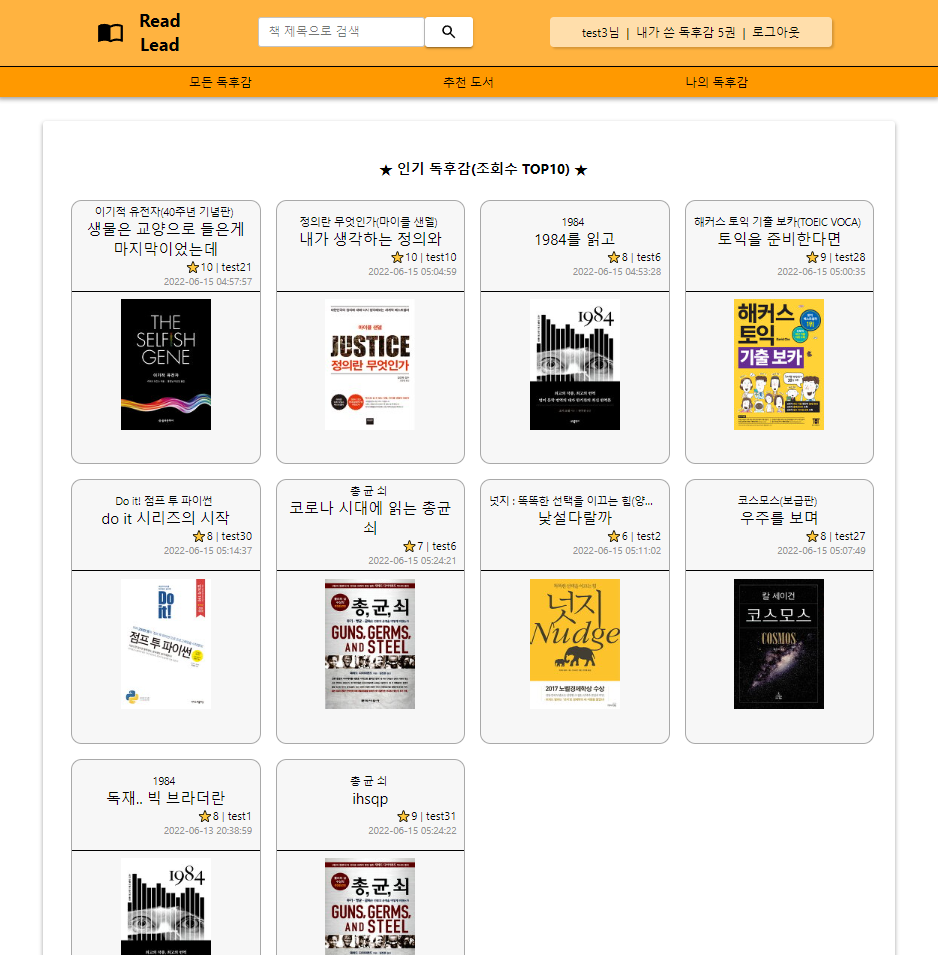 Read
Lead
책 제목으로 검색
test3님 | 내가 쓴 독후감 5권 | 로그아웃
모든 독후감
추천 도서
나의 독후감
★ 인기 독후감(조회수 TOP10) ★
이기적 유전자(40주년 기념판)
생물은 교양으로 들은게
마지막이었는데
10 | test21
2022-06-15 04:57:57
THE
SELFISH
GENE
이기적 유전자
정의란 무엇인가(마이클 샌델)
내가 생각하는 정의와
10 | test10
2022-06-15 05:04:59
마이클 샌델
JUSTICE
정의란 무엇인가
1984
1984를 읽고
8 | test6
2022-06-15 04:53:28
1984
해커스 토익 기출 보카(TOEIC VOCA)
토익을 준비한다면
9 | test28
2022-06-15 05:00:35
해커스
토익
기출 보카
Do it! 점프 투 파이썬
do it 시리즈의 시작
8 | test30
2022-06-15 05:14:37
Do
it!
점프 투 파이썬
총 균 쇠
코로나 시대에 읽는 총균
쇠
7 | test6
2022-06-15 05:24:21
총,균,쇠
GUNS, GERMS,
AND STEEL
넛지 : 똑똑한 선택을 이끄는 힘(양...
낯설다랄까
6 | test2
2022-06-15 05:11:02
넛지
Nudge
2017 노벨경제학상 수상
코스모스(보급판)
우주를 보며
8 | test27
2022-06-15 05:07:49
칼 세이건
코스모스
COSMOS
1984
독재.. 빅 브라더란
8 | test1
2022-06-13 20:38:59
1984
총 균 쇠
ihsqp
9 | test31
2022-06-15 05:24:22
총,균,쇠
GUNS, GERMS,
AND STEEL